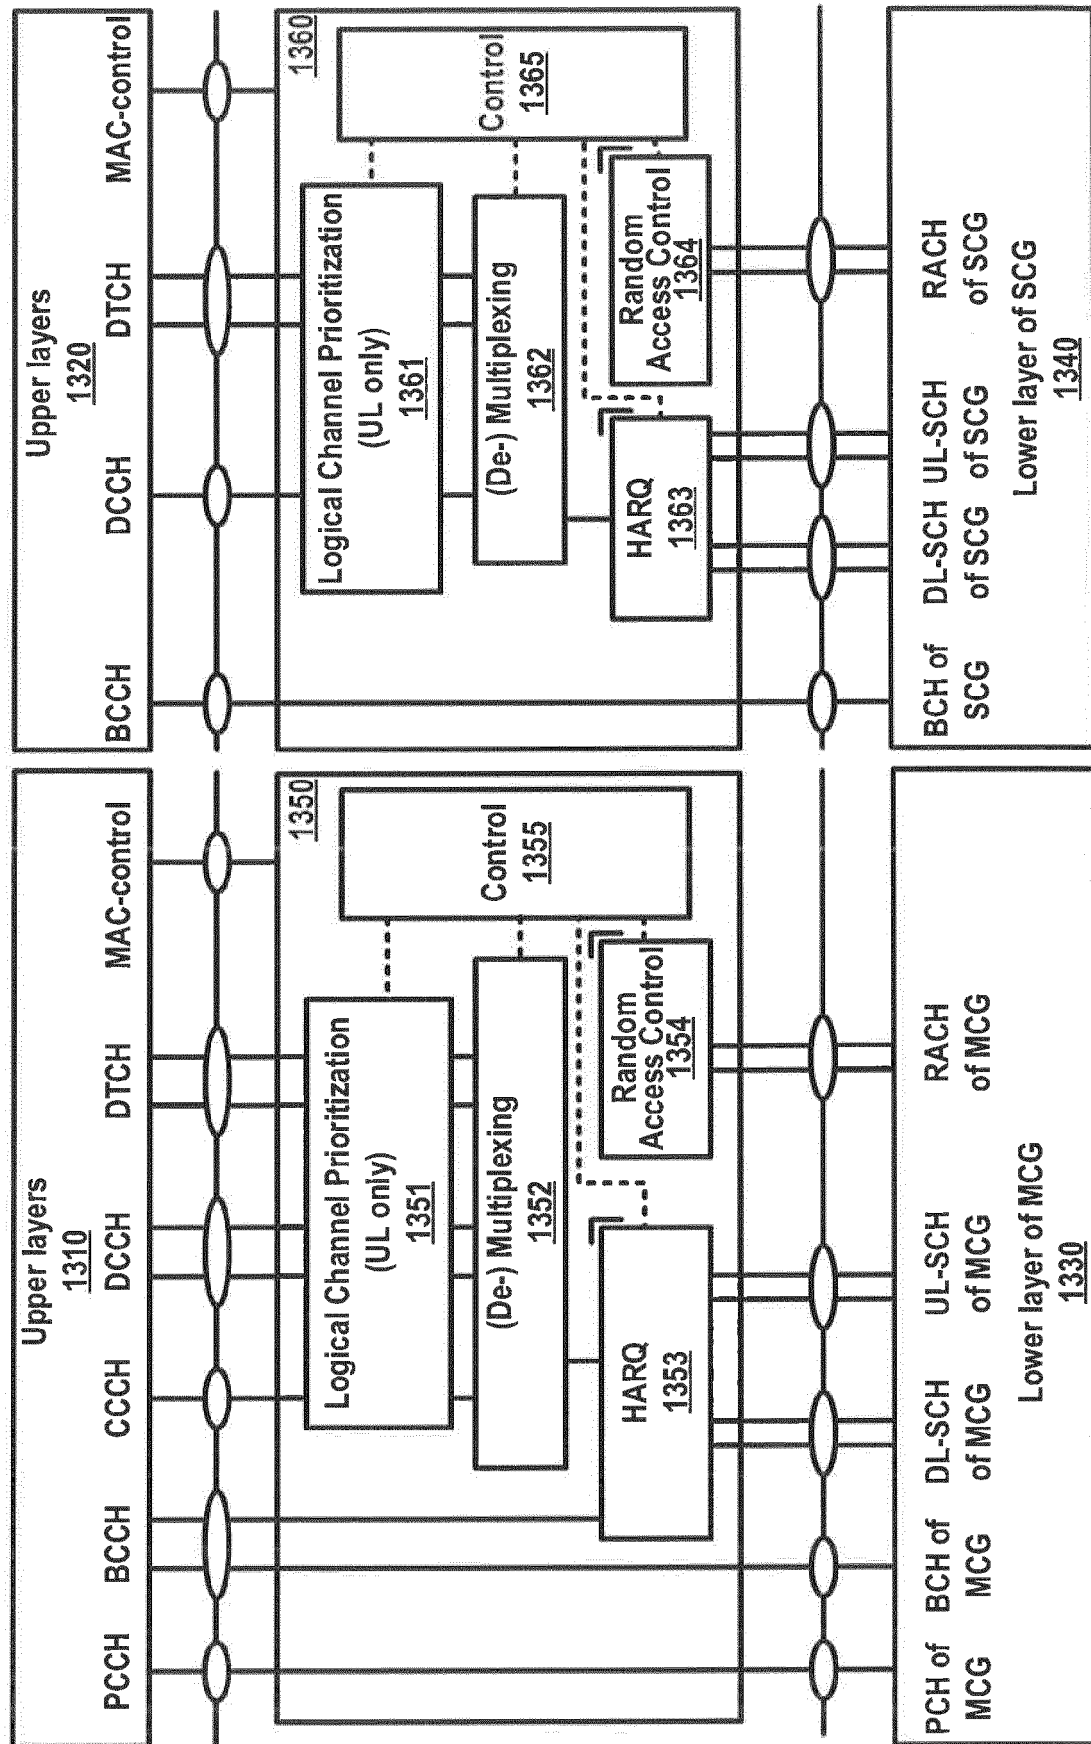 Upper layers
1310
PCCH
BCCH
CCCH
DCCH
DTCH
MAC-control
1350
Logical Channel Prioritization
(UL only)
1351
(De-) Multiplexing
1352
HARQ
1353
Random
Access Control
1354
Control
1355
PCH of
MCG
BCH of
MCG
DL-SCH
of MCG
UL-SCH
of MCG
RACH
of MCG
Lower layer of MCG
1330
Upper layers
1320
BCCH
DCCH
DTCH
MAC-control
1360
Logical Channel Prioritization
(UL only)
1361
(De-) Multiplexing
1362
HARQ
1363
Random
Access Control
1364
Control
1365
BCH of
SCG
DL-SCH
of SCG
UL-SCH
of SCG
RACH
of SCG
Lower layer of SCG
1340